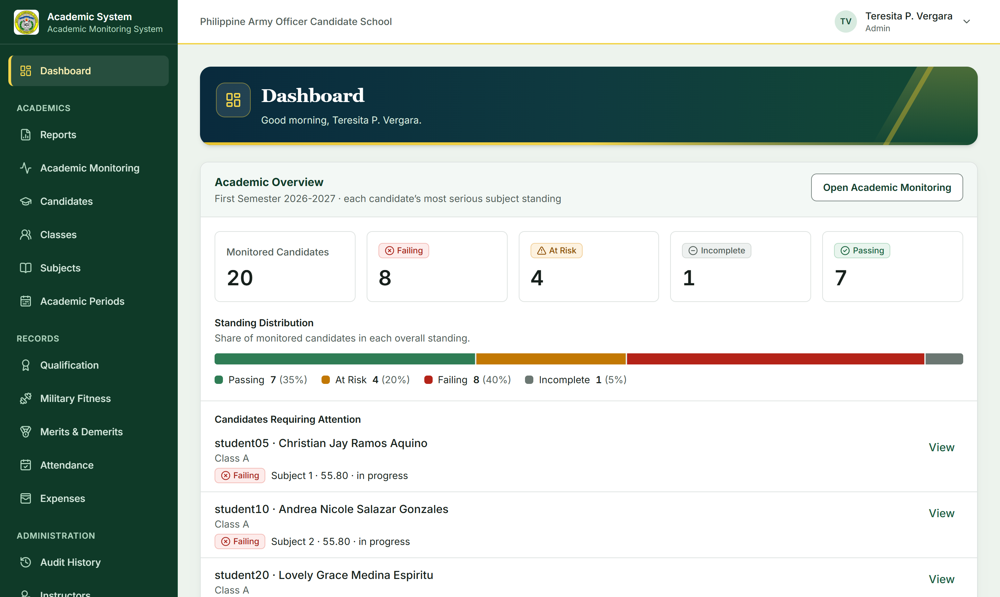 Academic System
Academic Monitoring System
Dashboard
ACADEMICS
Reports
Academic Monitoring
Candidates
Classes
Subjects
Academic Periods
RECORDS
Qualification
Military Fitness
Merits & Demerits
Attendance
Expenses
ADMINISTRATION
Audit History
Instructors
Philippine Army Officer Candidate School
TV
Teresita P. Vergara
Admin
Dashboard
Good morning, Teresita P. Vergara.
Academic Overview
First Semester 2026-2027 · each candidate’s most serious subject standing
Open Academic Monitoring
Monitored Candidates
20
Failing
8
At Risk
4
Incomplete
1
Passing
7
Standing Distribution
Share of monitored candidates in each overall standing.
Passing 7 (35%) At Risk 4 (20%) Failing 8 (40%) Incomplete 1 (5%)
Candidates Requiring Attention
student05 · Christian Jay Ramos Aquino
Class A
Failing Subject 1 · 55.80 · in progress
View
student10 · Andrea Nicole Salazar Gonzales
Class A
Failing Subject 2 · 55.80 · in progress
View
student20 · Lovely Grace Medina Espiritu
Class A
View